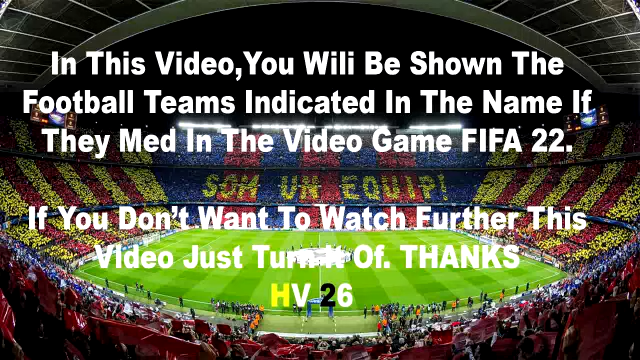 In This Video,You Wili Be Shown The
Football Teams Indicated In The Name If
They Med In The Video Game FIFA 22.
SOM UN EQUIP!
If You Don't Want To Watch Further This
Video Just Turn It Of. THANKS
HV 26